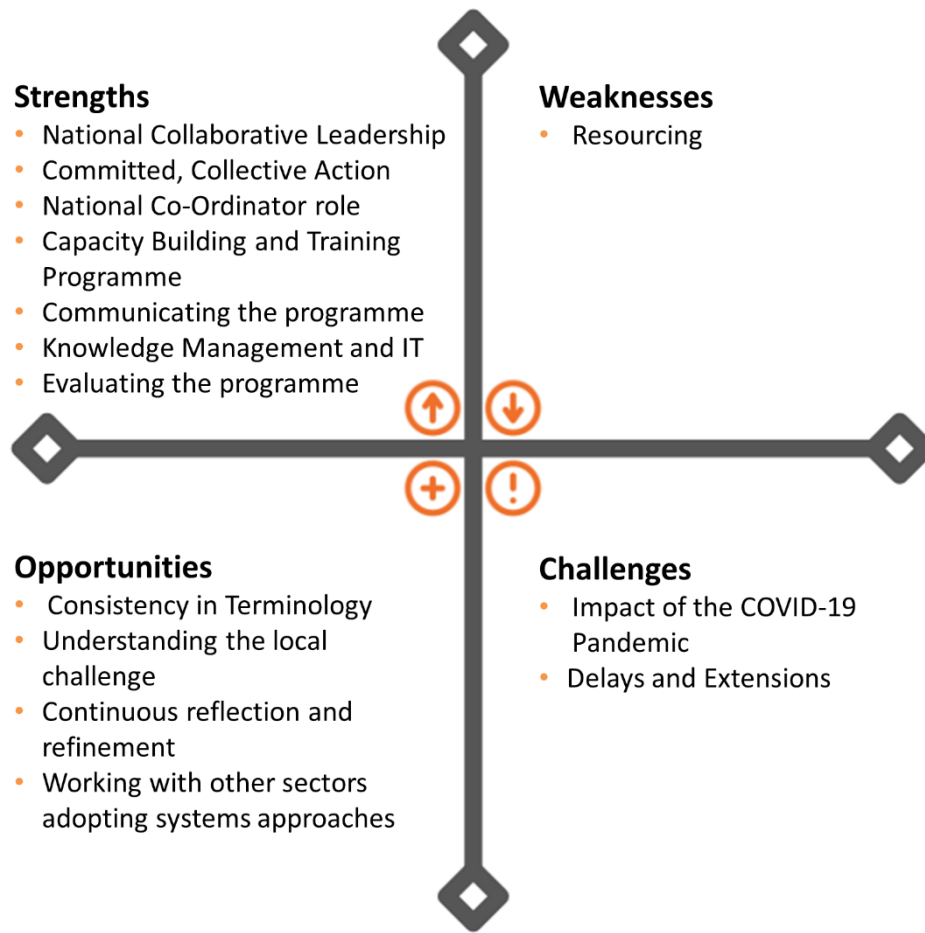 Strengths
• National Collaborative Leadership
• Committed, Collective Action
• National Co-Ordinator role
• Capacity Building and Training
Programme
• Communicating the programme
• Knowledge Management and IT
• Evaluating the programme
Weaknesses
• Resourcing
Opportunities
• Consistency in Terminology
• Understanding the local
challenge
• Continuous reflection and
refinement
• Working with other sectors
adopting systems approaches
Challenges
• Impact of the COVID-19
Pandemic
• Delays and Extensions